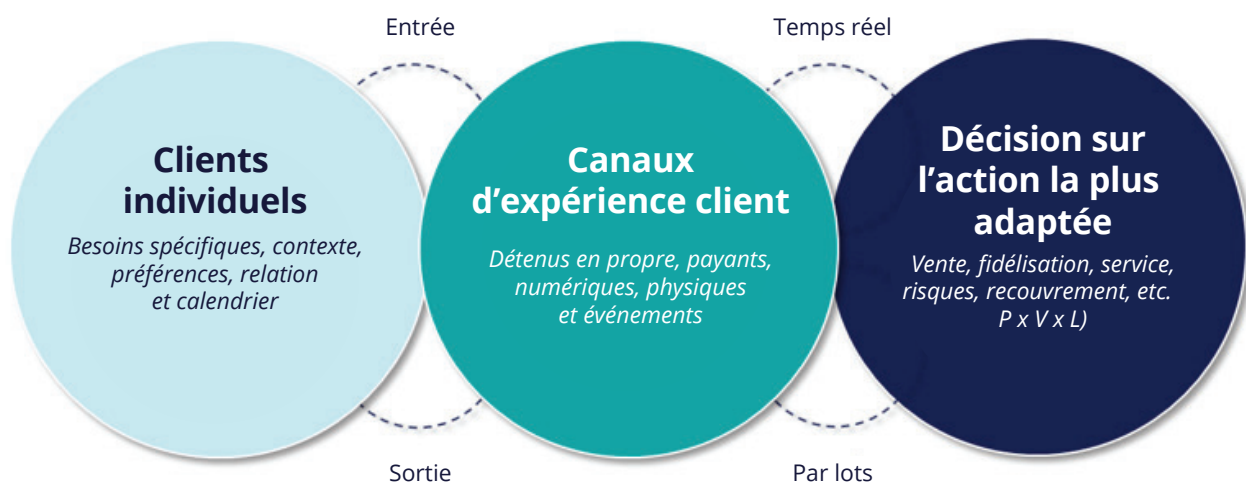 Entrée
Temps réel
Clients
individuels
Besoins spécifiques, contexte,
préférences, relation
et calendrier
Canaux
d’expérience client
Détenus en propre, payants,
numériques, physiques
et événements
Décision sur
l’action la plus
adaptée
Vente, fidélisation, service,
risques, recouvrement, etc.
P x V x L)
Sortie
Par lots